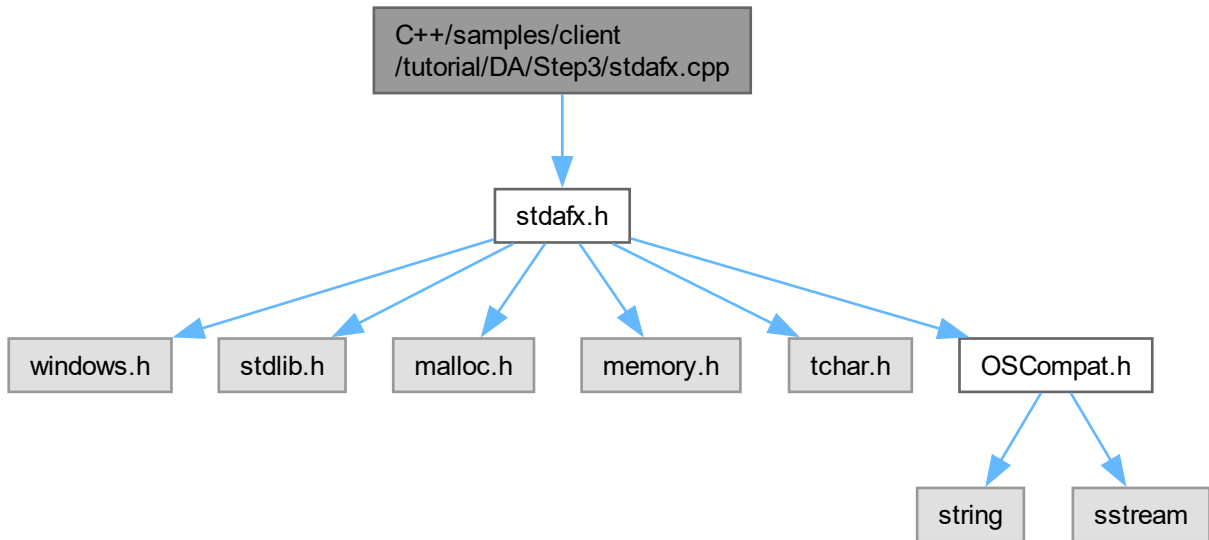 C++/samples/client
/tutorial/DA/Step3/stdafx.cpp
stdafx.h
windows.h
stdlib.h
malloc.h
memory.h
tchar.h
OSCompat.h
string
sstream